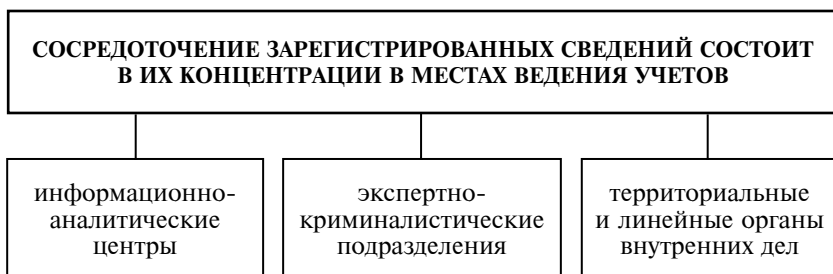 СОСРЕДОТОЧЕНИЕ ЗАРЕГИСТРИРОВАННЫХ СВЕДЕНИЙ СОСТОИТ
В ИХ КОНЦЕНТРАЦИИ В МЕСТАХ ВЕДЕНИЯ УЧЕТОВ
информационно-
аналитические
центры
экспертно-
криминалистические
подразделения
территориальные
и линейные органы
внутренних дел